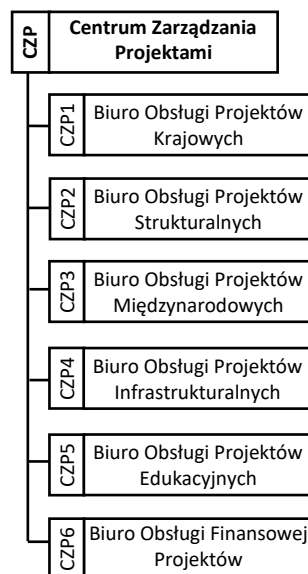 CZP
Centrum Zarządzania
Projektami
CZP1
Biuro Obsługi Projektów
Krajowych
CZP2
Biuro Obsługi Projektów
Strukturalnych
CZP3
Biuro Obsługi Projektów
Międzynarodowych
CZP4
Biuro Obsługi Projektów
Infrastrukturalnych
CZP5
Biuro Obsługi Projektów
Edukacyjnych
CZP6
Biuro Obsługi Finansowej
Projektów